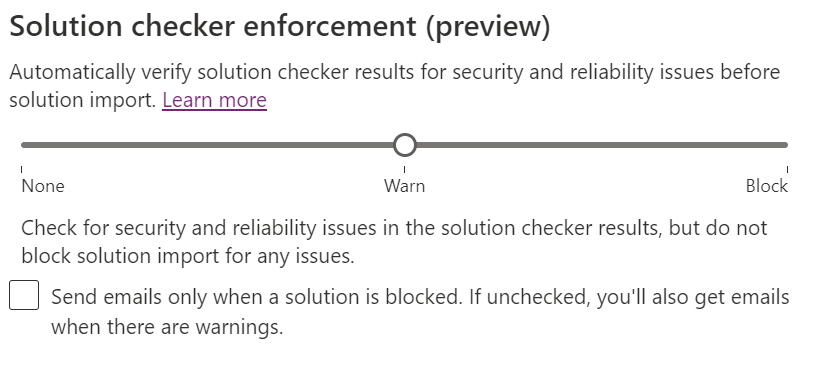 Solution checker enforcement (preview)
Automatically verify solution checker results for security and reliability issues before
solution import. Learn more
None
Warn
Block
Check for security and reliability issues in the solution checker results, but do not
block solution import for any issues.
Send emails only when a solution is blocked. If unchecked, you'll also get emails
when there are warnings.